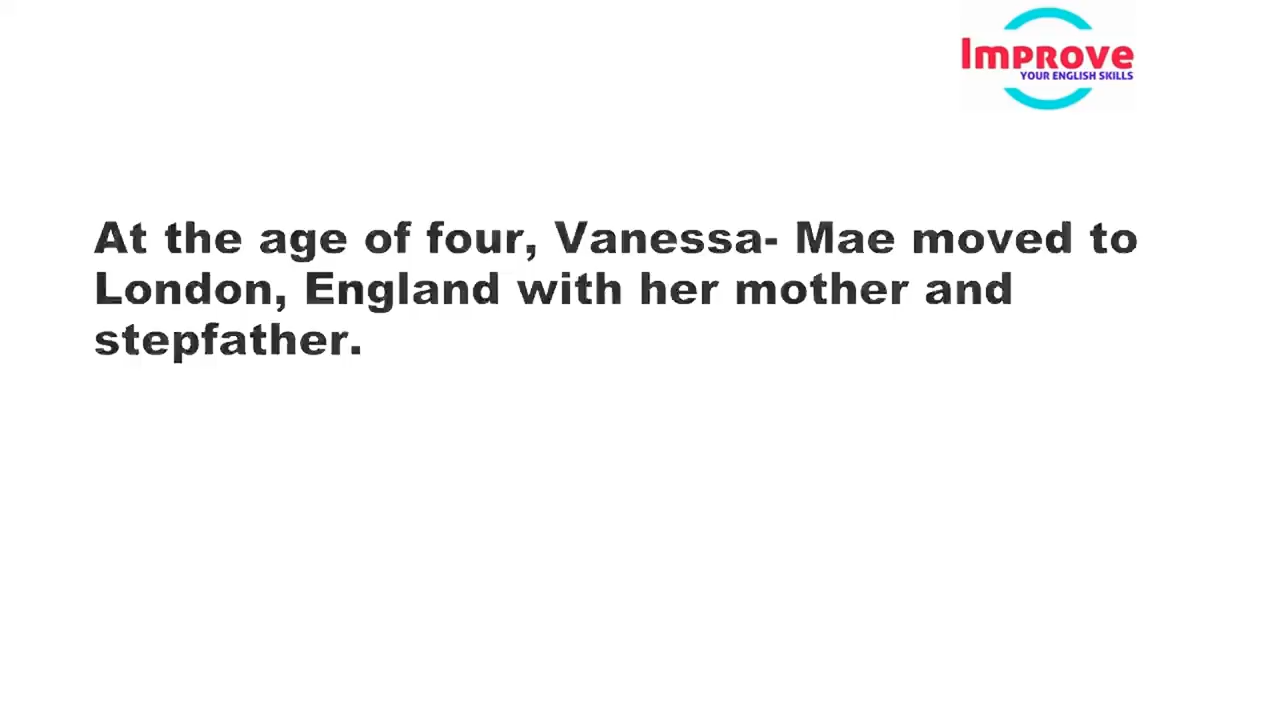 Improve
YOUR ENGLISH SKILLS
At the age of four, Vanessa- Mae moved to
London, England with her mother and
stepfather.